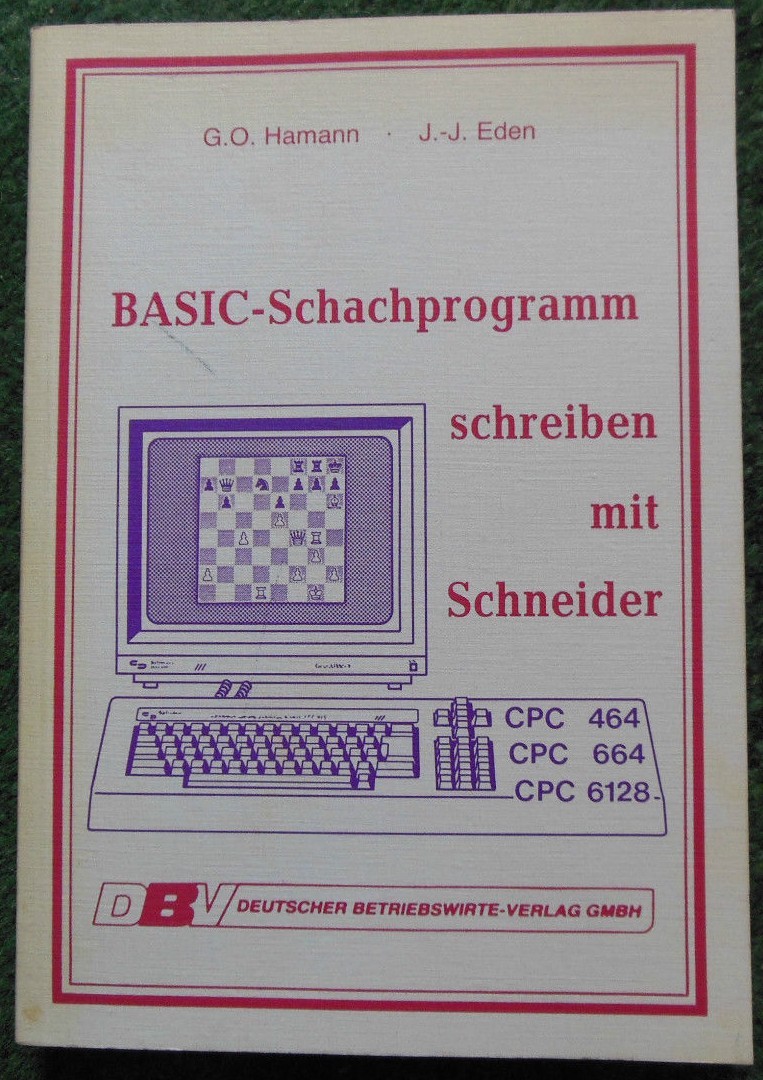 G.O. Hamann · J.-J. Eden
BASIC-Schachprogramm
schreiben
mit
Schneider
CPC 464
CPC 664
CPC 6128
DBV DEUTSCHER BETRIEBSWIRTE-VERLAG GMBH